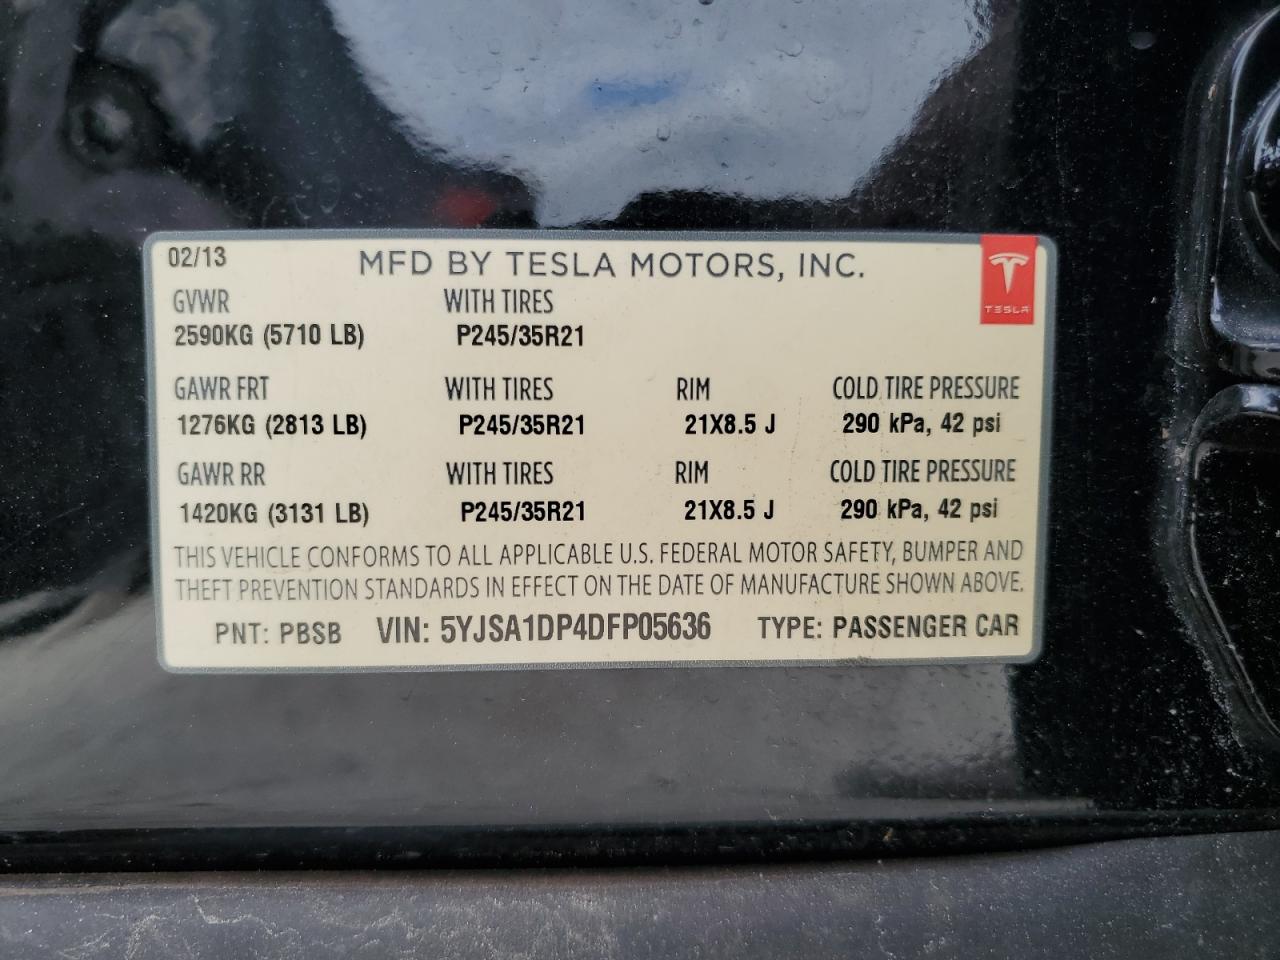 02/13 MFD BY TESLA MOTORS, INC.
TESLA
GVWR WITH TIRES
2590KG (5710 LB) P245/35R21
GAWR FRT WITH TIRES RIM COLD TIRE PRESSURE
1276KG (2813 LB) P245/35R21 21X8.5 J 290 kPa, 42 psi
GAWR RR WITH TIRES RIM COLD TIRE PRESSURE
1420KG (3131 LB) P245/35R21 21X8.5 J 290 kPa, 42 psi
THIS VEHICLE CONFORMS TO ALL APPLICABLE U.S. FEDERAL MOTOR SAFETY, BUMPER AND
THEFT PREVENTION STANDARDS IN EFFECT ON THE DATE OF MANUFACTURE SHOWN ABOVE.
PNT: PBSB VIN: 5YJSA1DP4DFP05636 TYPE: PASSENGER CAR